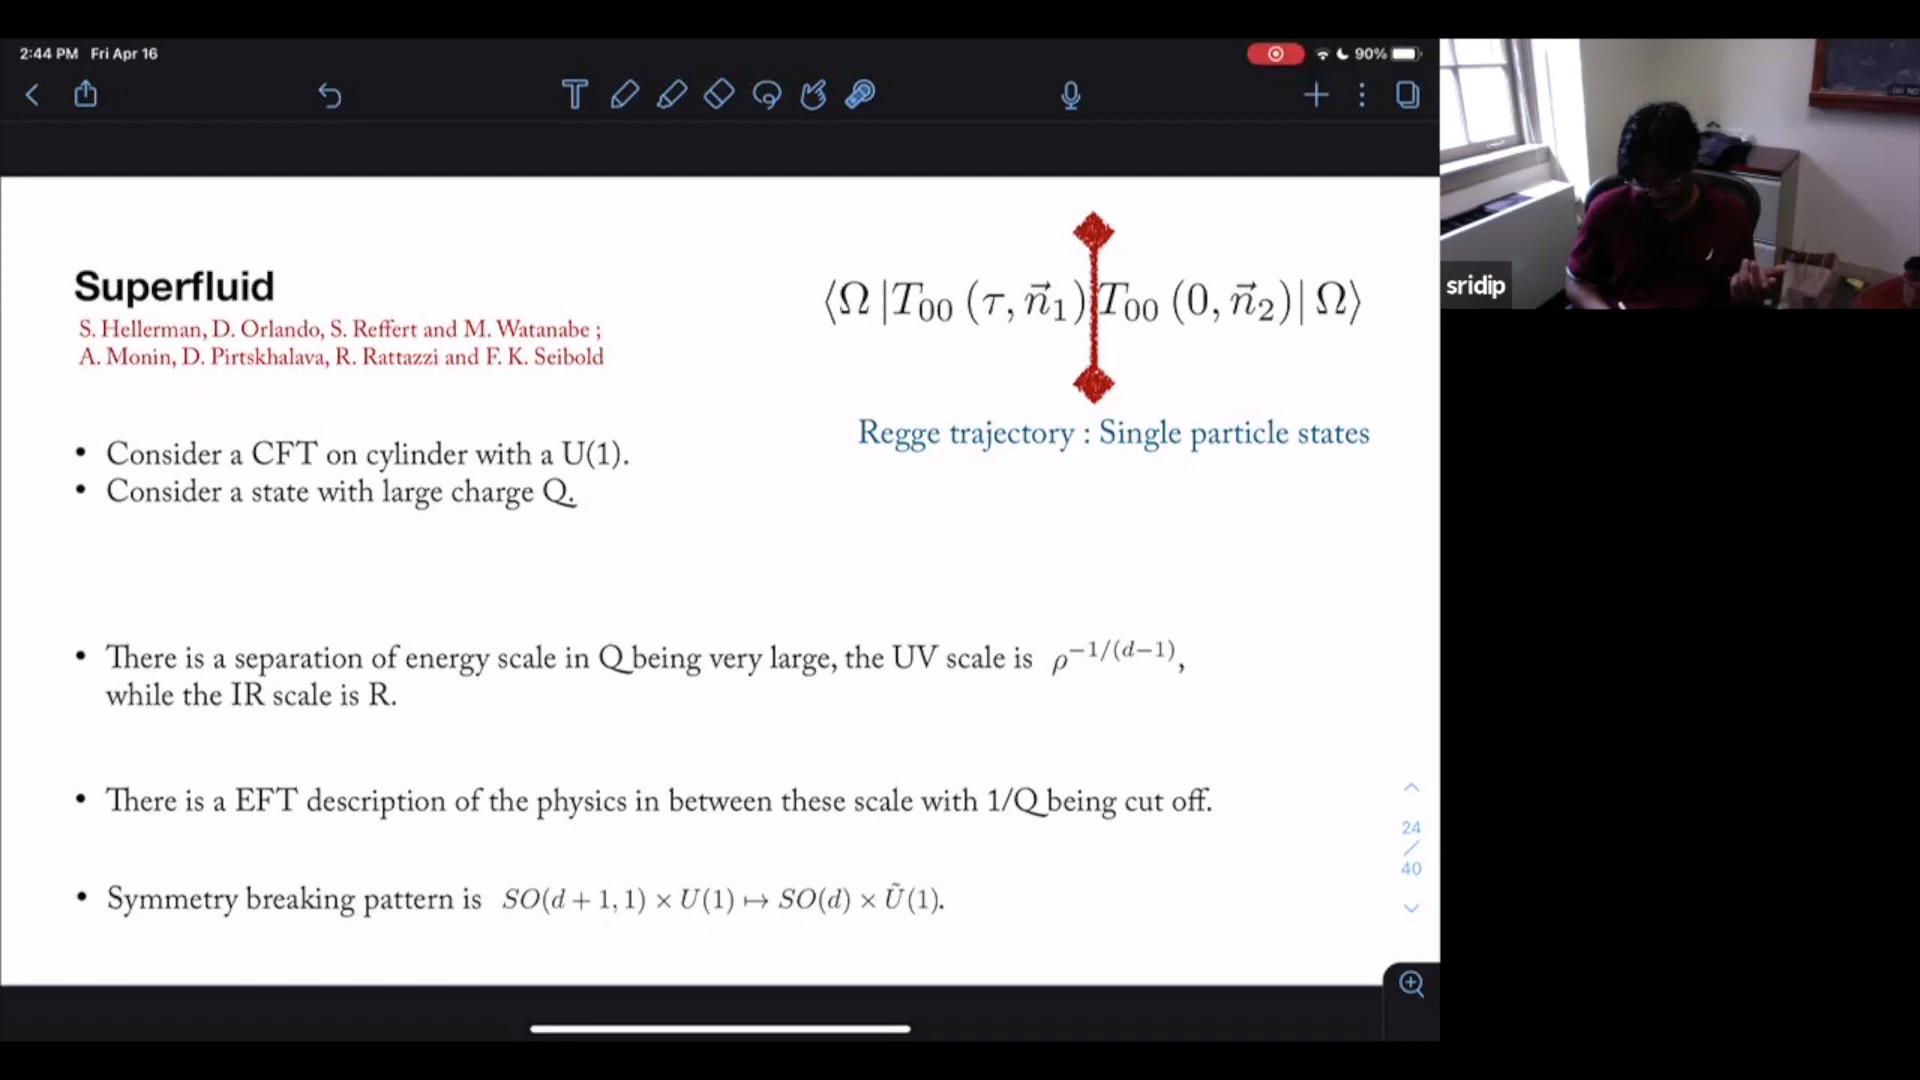 2:44 PM Fri Apr 16
90%
Superfluid
S. Hellerman, D. Orlando, S. Reffert and M. Watanabe ;
A. Monin, D. Pirtskhalava, R. Rattazzi and F. K. Seibold
⟨Ω |T₀₀ (τ, n⃗₁) T₀₀ (0, n⃗₂)| Ω⟩
Regge trajectory : Single particle states
• Consider a CFT on cylinder with a U(1).
• Consider a state with large charge Q.
• There is a separation of energy scale in Q being very large, the UV scale is ρ^{−1/(d−1)},
while the IR scale is R.
• There is a EFT description of the physics in between these scale with 1/Q being cut off.
• Symmetry breaking pattern is SO(d + 1, 1) × U(1) ↦ SO(d) × Ũ(1).
24
/
40
sridip